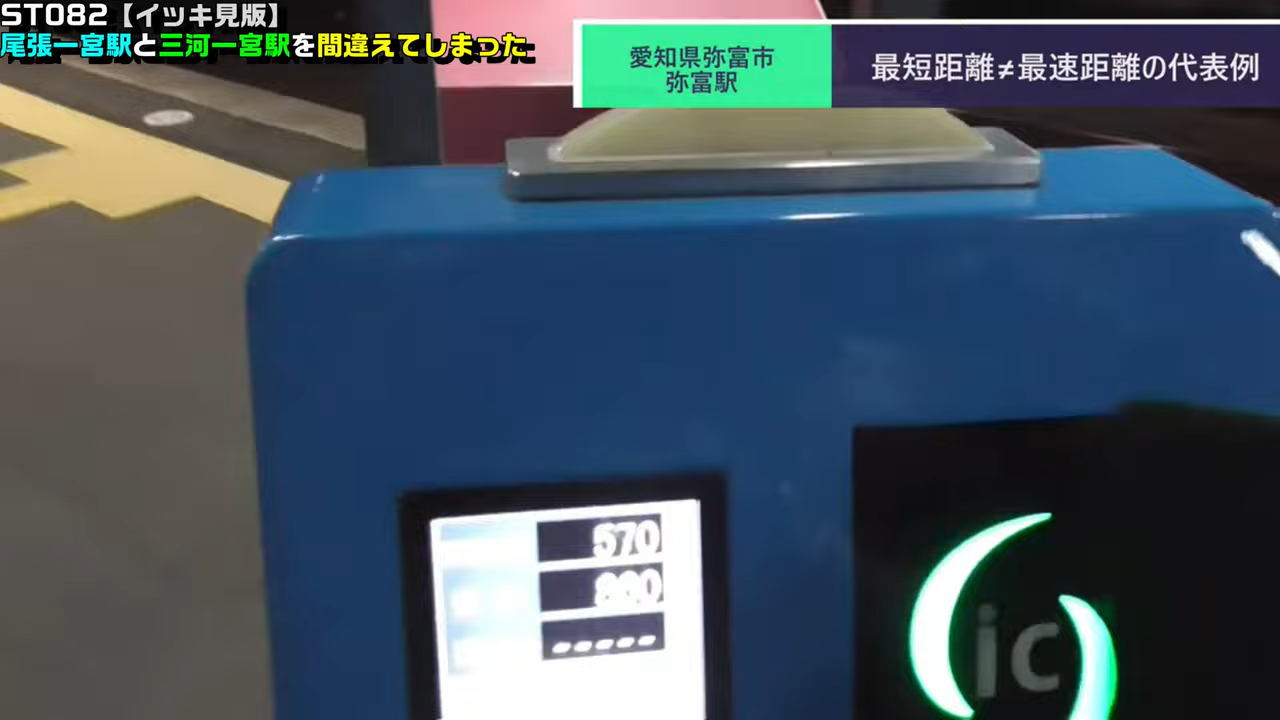 ST082【イッキ見版】
尾張一宮駅と三河一宮駅を間違えてしまった
愛知県弥富市
弥富駅
最短距離≠最速距離の代表例
570
-----
ic